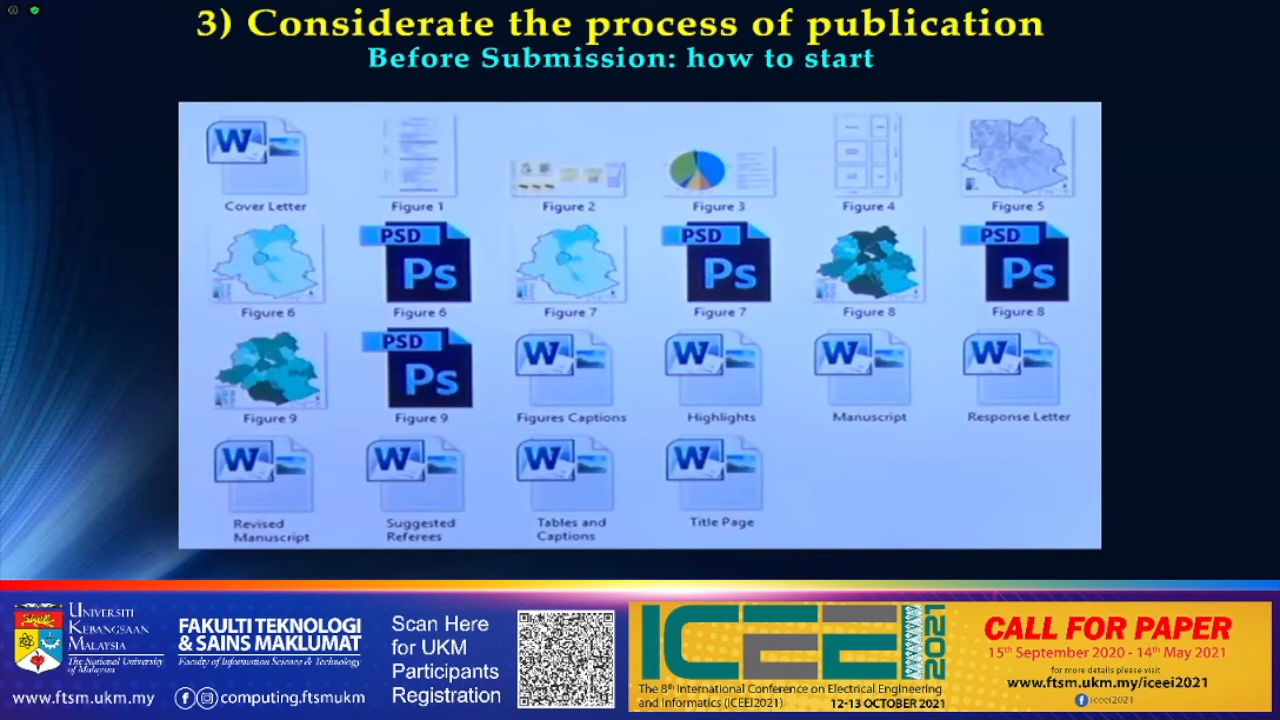 3) Considerate the process of publication
Before Submission: how to start
W
Cover Letter
Figure 1
Figure 2
Figure 3
Figure 4
Figure 5
Figure 6
PSD
Ps
Figure 6
Figure 7
PSD
Ps
Figure 7
Figure 8
PSD
Ps
Figure 8
Figure 9
PSD
Ps
Figure 9
W
Figures Captions
W
Highlights
W
Manuscript
W
Response Letter
W
Revised
Manuscript
W
Suggested
Referees
W
Tables and
Captions
W
Title Page
UNIVERSITI
KEBANGSAAN
MALAYSIA
The National University
of Malaysia
FAKULTI TEKNOLOGI
& SAINS MAKLUMAT
Faculty of Information Science & Technology
www.ftsm.ukm.my
computing.ftsmukm
Scan Here
for UKM
Participants
Registration
ICEEI
2021
The 8th International Conference on Electrical Engineering
and Informatics (ICEEI2021)
12-13 OCTOBER 2021
CALL FOR PAPER
15th September 2020 - 14th May 2021
for more details please visit
www.ftsm.ukm.my/iceei2021
iceei2021